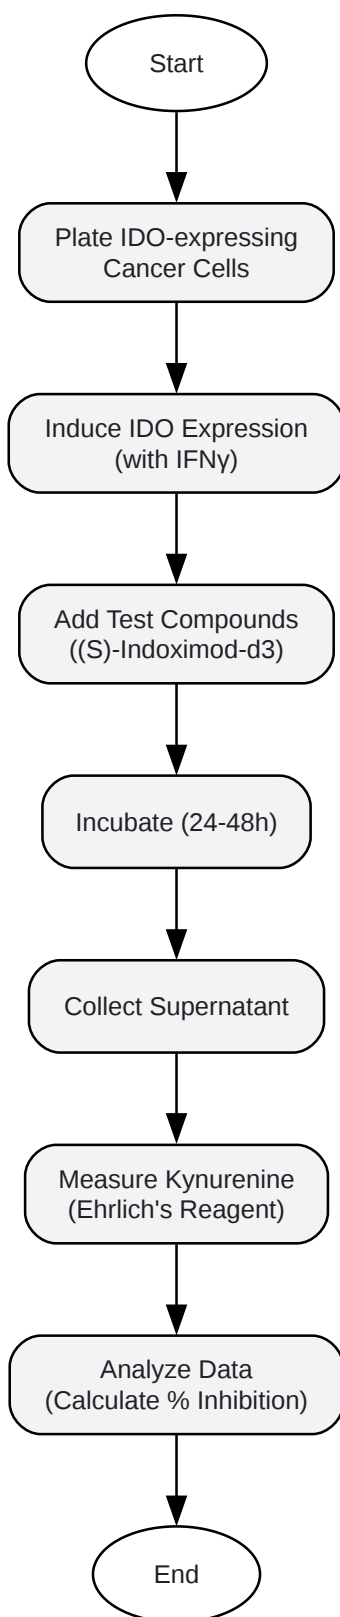 Start
Plate IDO-expressing
Cancer Cells
Induce IDO Expression
(with IFNγ)
Add Test Compounds
((S)-Indoximod-d3)
Incubate (24-48h)
Collect Supernatant
Measure Kynurenine
(Ehrlich's Reagent)
Analyze Data
(Calculate % Inhibition)
End